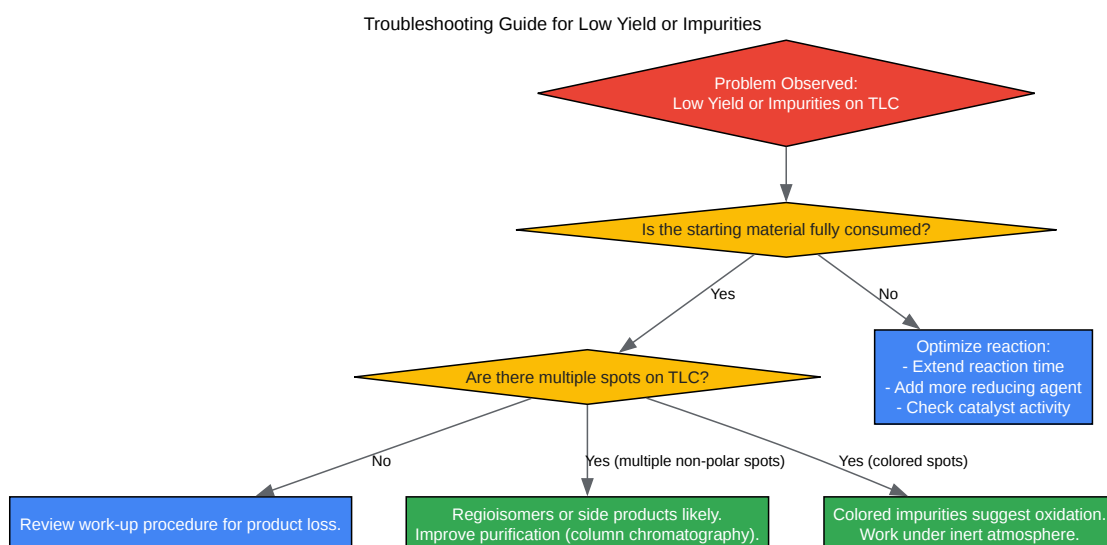 Troubleshooting Guide for Low Yield or Impurities
Problem Observed:
Low Yield or Impurities on TLC
Is the starting material fully consumed?
Yes
No
Optimize reaction:
- Extend reaction time
- Add more reducing agent
- Check catalyst activity
Are there multiple spots on TLC?
No
Yes (multiple non-polar spots)
Yes (colored spots)
Review work-up procedure for product loss.
Regioisomers or side products likely.
Improve purification (column chromatography).
Colored impurities suggest oxidation.
Work under inert atmosphere.